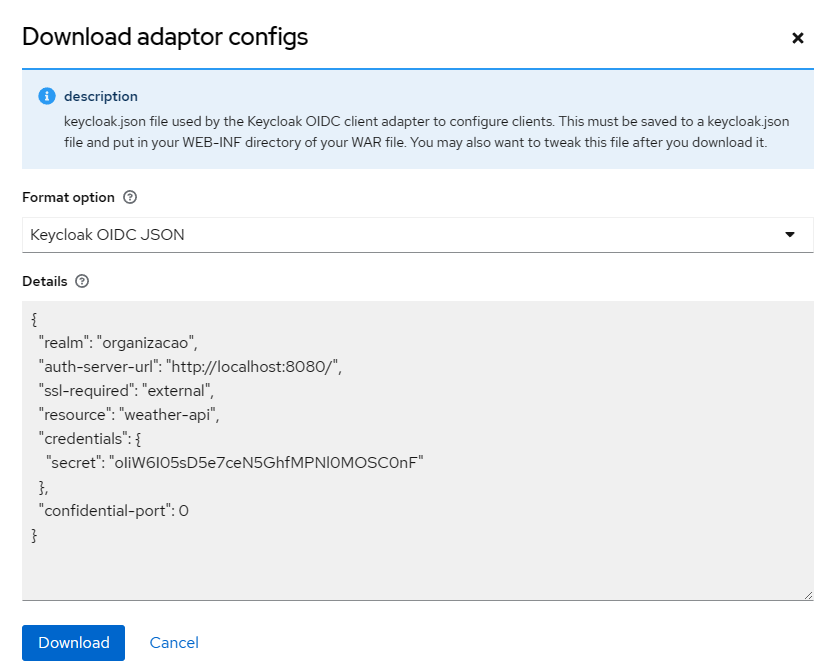 Download adaptor configs
description
keycloak.json file used by the Keycloak OIDC client adapter to configure clients. This must be saved to a keycloak.json
file and put in your WEB-INF directory of your WAR file. You may also want to tweak this file after you download it.
Format option
Keycloak OIDC JSON
Details
{
"realm": "organizacao",
"auth-server-url": "http://localhost:8080/",
"ssl-required": "external",
"resource": "weather-api",
"credentials": {
"secret": "oIiW6I05sD5e7ceN5GhfMPNl0MOSC0nF"
},
"confidential-port": 0
}
Download Cancel